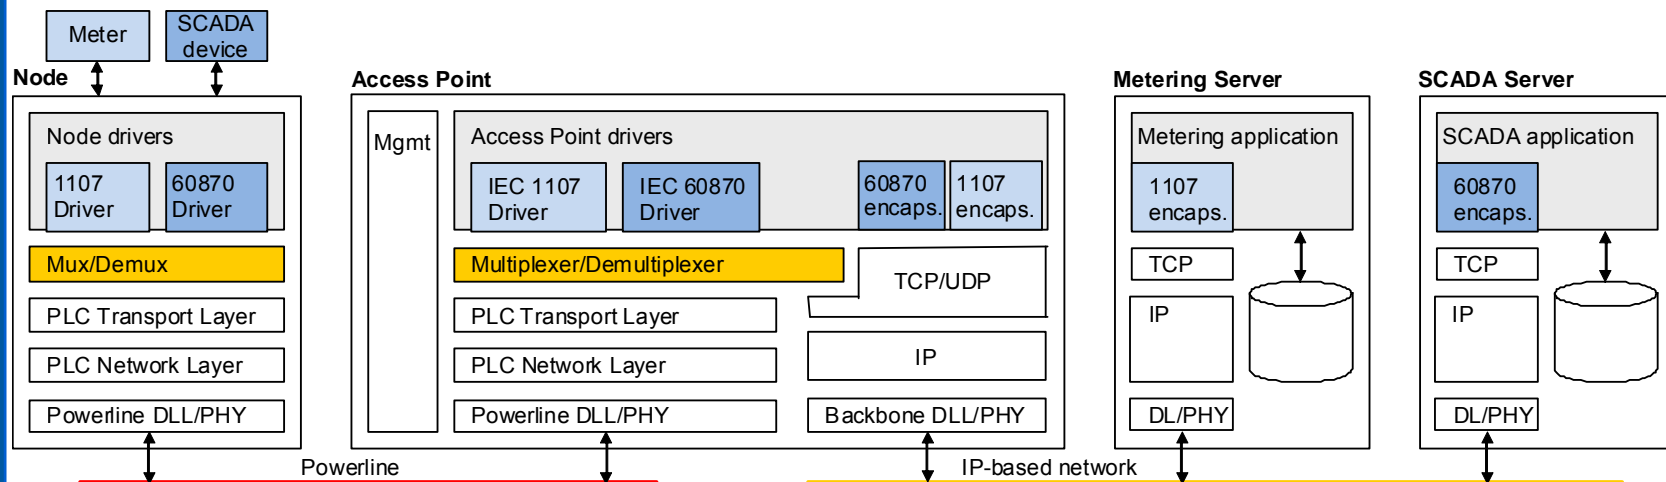 Meter
SCADA
device
Node
Node drivers
1107
Driver
60870
Driver
Mux/Demux
PLC Transport Layer
PLC Network Layer
Powerline DLL/PHY
Access Point
Mgmt
Access Point drivers
IEC 1107
Driver
IEC 60870
Driver
60870
encaps.
1107
encaps.
Multiplexer/Demultiplexer
TCP/UDP
PLC Transport Layer
PLC Network Layer
IP
Powerline DLL/PHY
Backbone DLL/PHY
Metering Server
Metering application
1107
encaps.
TCP
IP
DL/PHY
SCADA Server
SCADA application
60870
encaps.
TCP
IP
DL/PHY
Powerline
IP-based network